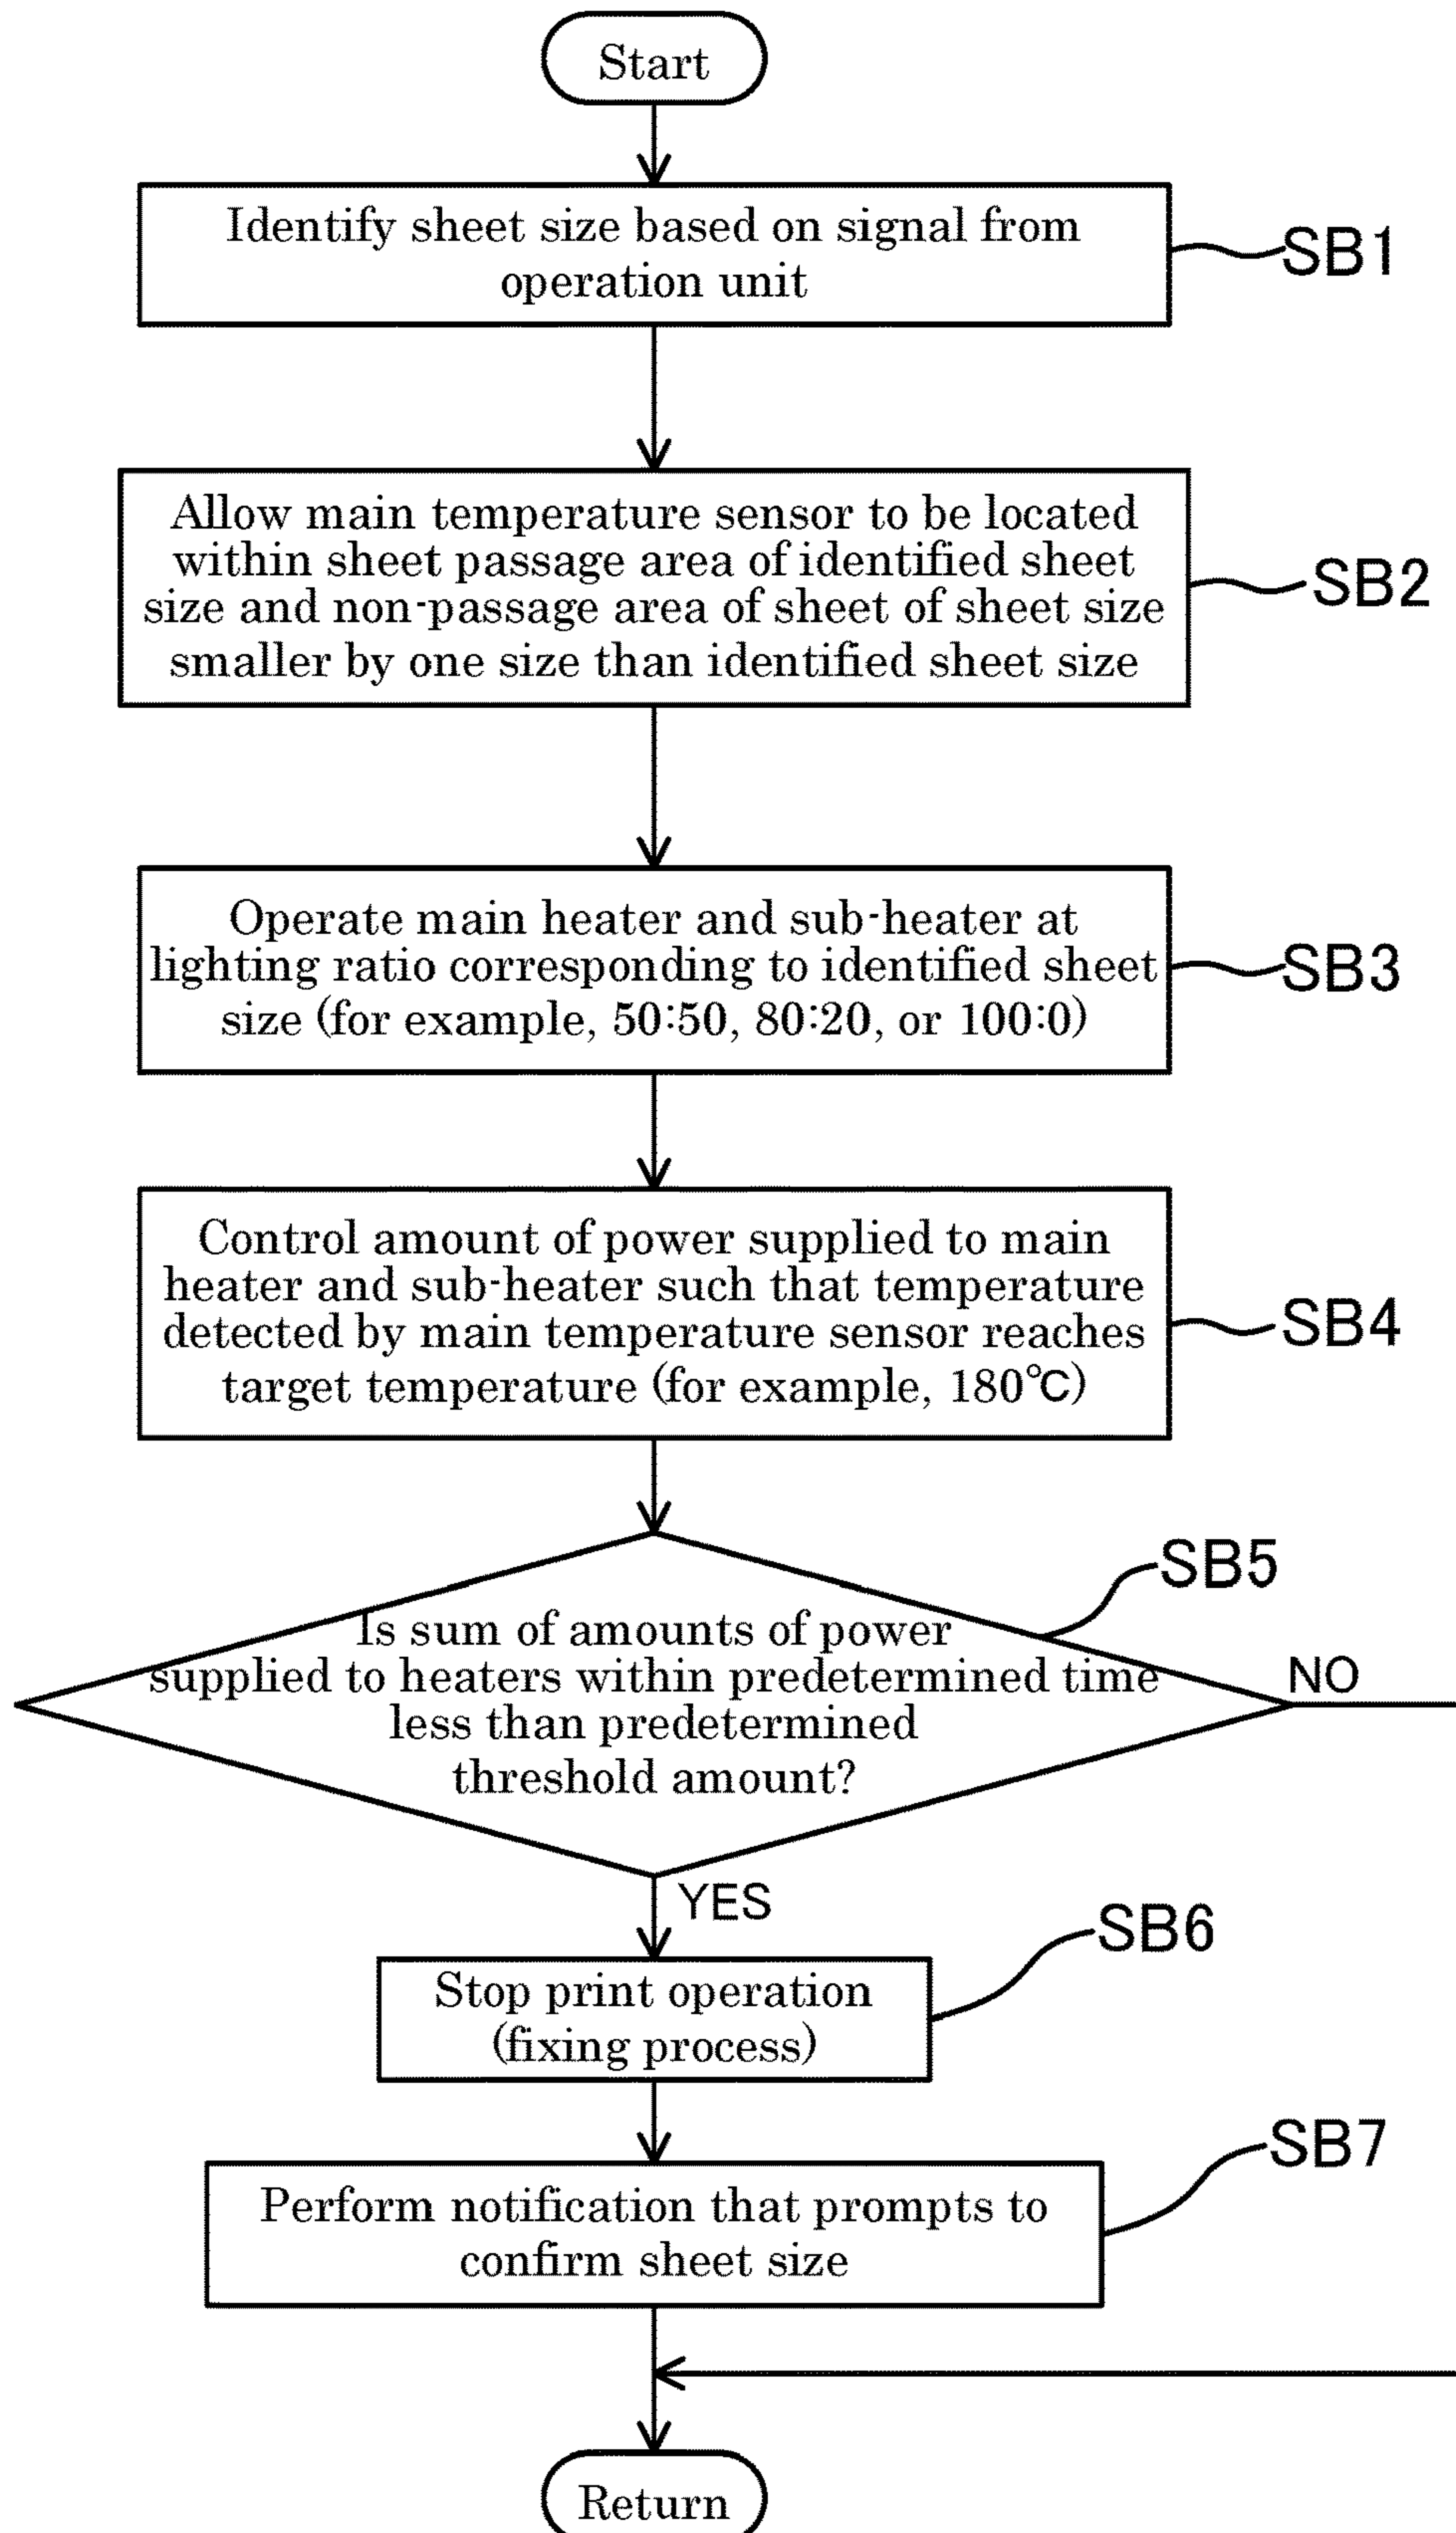 Start
Identify sheet size based on signal from
operation unit
SB1
Allow main temperature sensor to be located
within sheet passage area of identified sheet
size and non-passage area of sheet of sheet size
smaller by one size than identified sheet size
SB2
Operate main heater and sub-heater at
lighting ratio corresponding to identified sheet
size (for example, 50:50, 80:20, or 100:0)
SB3
Control amount of power supplied to main
heater and sub-heater such that temperature
detected by main temperature sensor reaches
target temperature (for example, 180℃)
SB4
SB5
Is sum of amounts of power
supplied to heaters within predetermined time
less than predetermined
threshold amount?
NO
YES
Stop print operation
(fixing process)
SB6
Perform notification that prompts to
confirm sheet size
SB7
Return